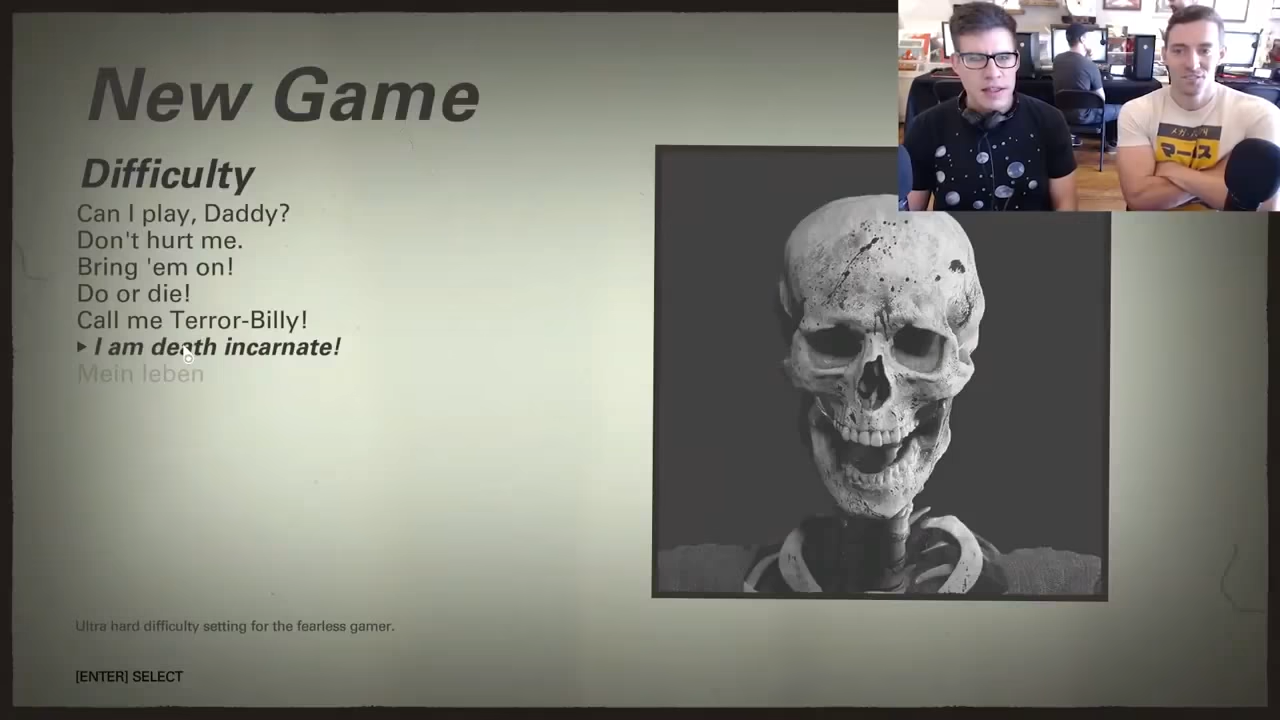 New Game
Difficulty
Can I play, Daddy?
Don't hurt me.
Bring 'em on!
Do or die!
Call me Terror-Billy!
I am death incarnate!
Mein leben
Ultra hard difficulty setting for the fearless gamer.
[ENTER] SELECT